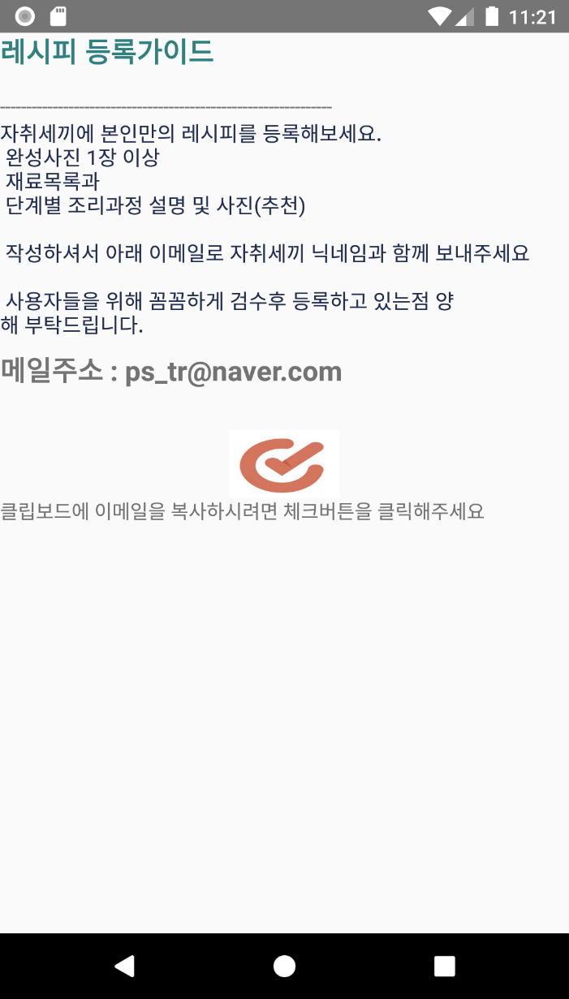 11:21
레시피 등록가이드
---------------------------------------------------------------
자취세끼에 본인만의 레시피를 등록해보세요.
완성사진 1장 이상
재료목록과
단계별 조리과정 설명 및 사진(추천)
작성하셔서 아래 이메일로 자취세끼 닉네임과 함께 보내주세요
사용자들을 위해 꼼꼼하게 검수후 등록하고 있는점 양
해 부탁드립니다.
메일주소 : ps_tr@naver.com
클립보드에 이메일을 복사하시려면 체크버튼을 클릭해주세요